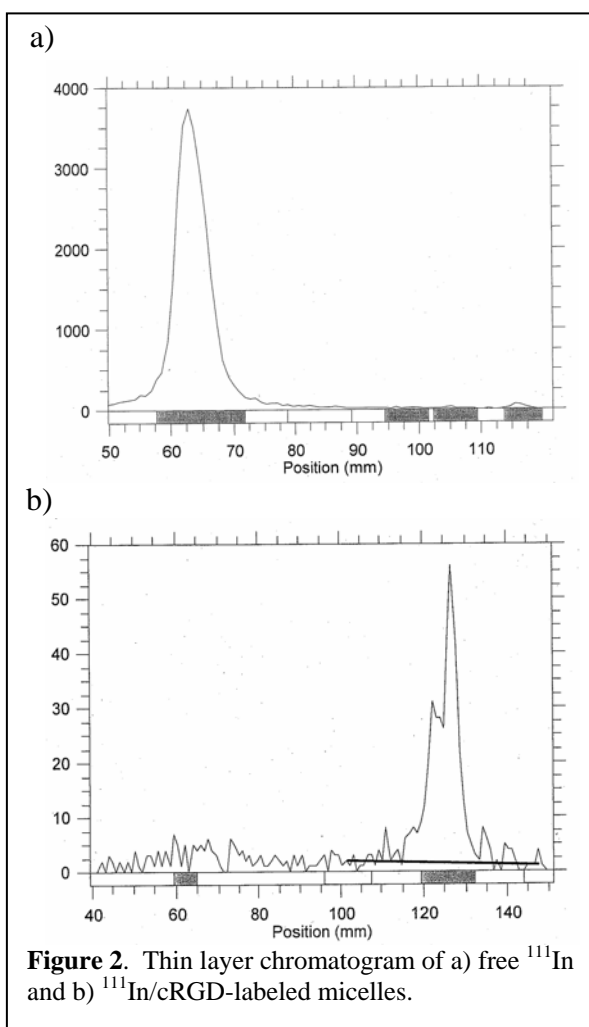 a)
4000
3000
2000
1000
0
50 60 70 80 90 100 110
Position (mm)
b)
60
50
40
30
20
10
0
40 60 80 100 120 140
Position (mm)
Figure 2. Thin layer chromatogram of a) free ¹¹¹In
and b) ¹¹¹In/cRGD-labeled micelles.